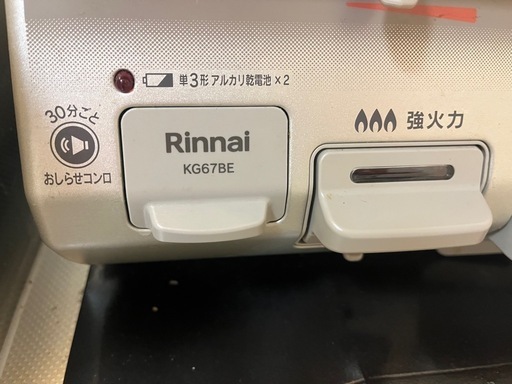 単3形 アルカリ乾電池×2
30分ごと
おしらせコンロ
Rinnai
KG67BE
強火力